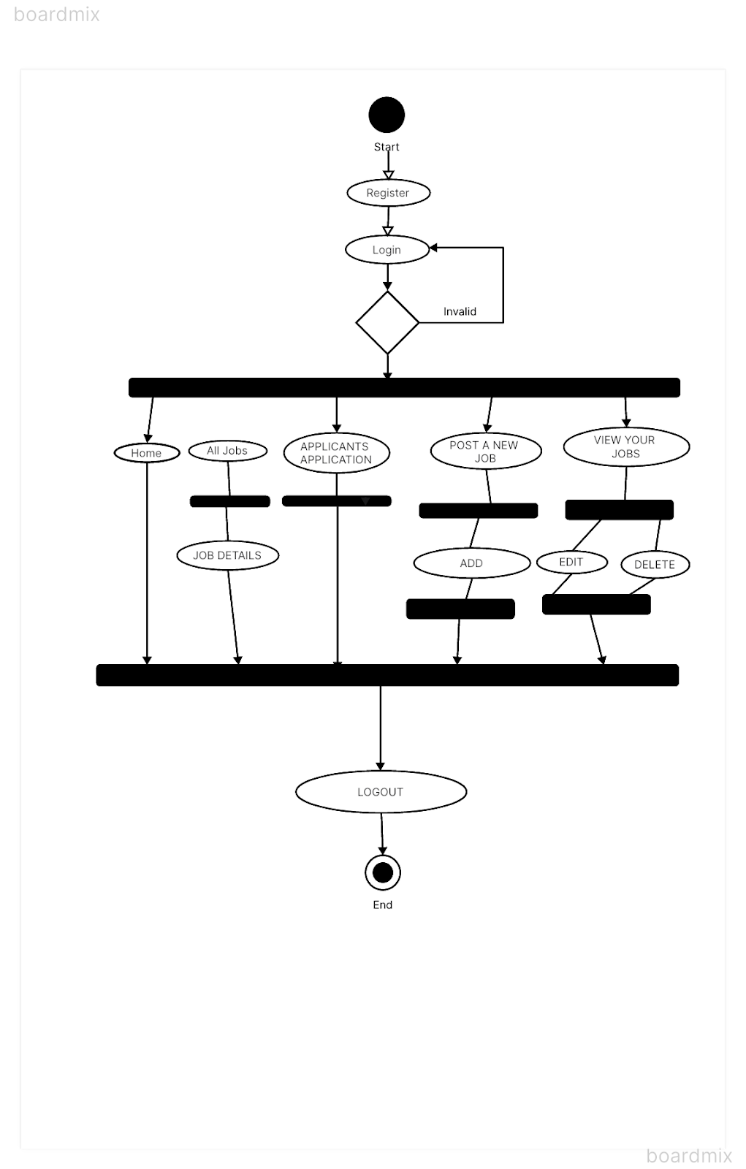 boardmix
Start
Register
Login
Invalid
Home
All Jobs
APPLICANTS
APPLICATION
POST A NEW
JOB
VIEW YOUR
JOBS
JOB DETAILS
ADD
EDIT
DELETE
LOGOUT
End
boardmix